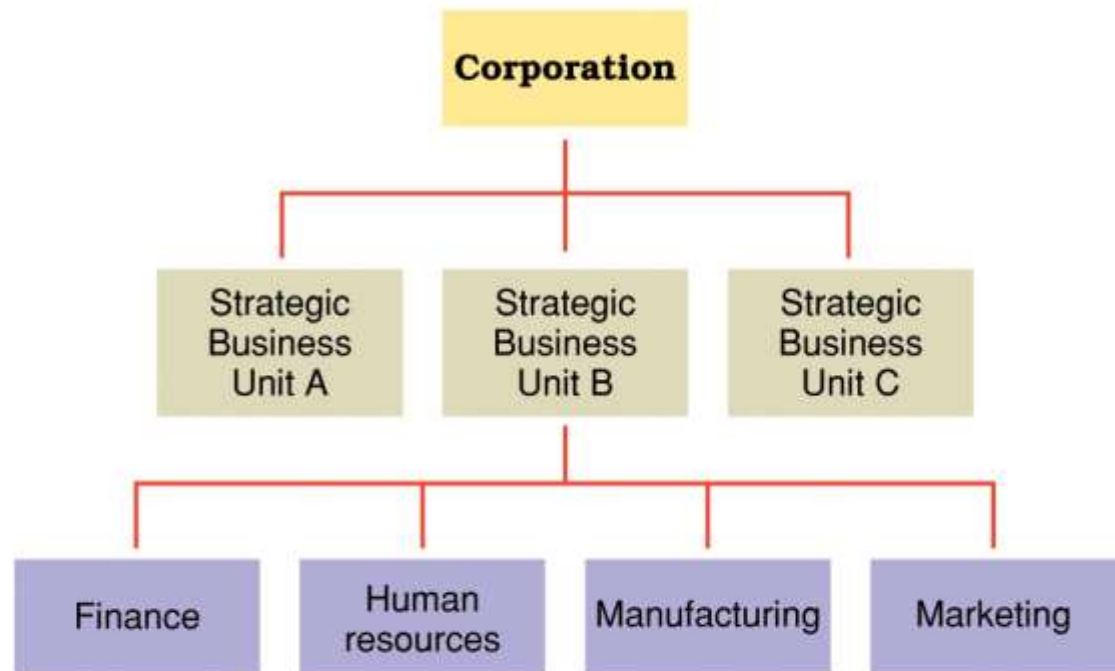 Corporation
Strategic
Business
Unit A
Strategic
Business
Unit B
Strategic
Business
Unit C
Finance
Human
resources
Manufacturing
Marketing